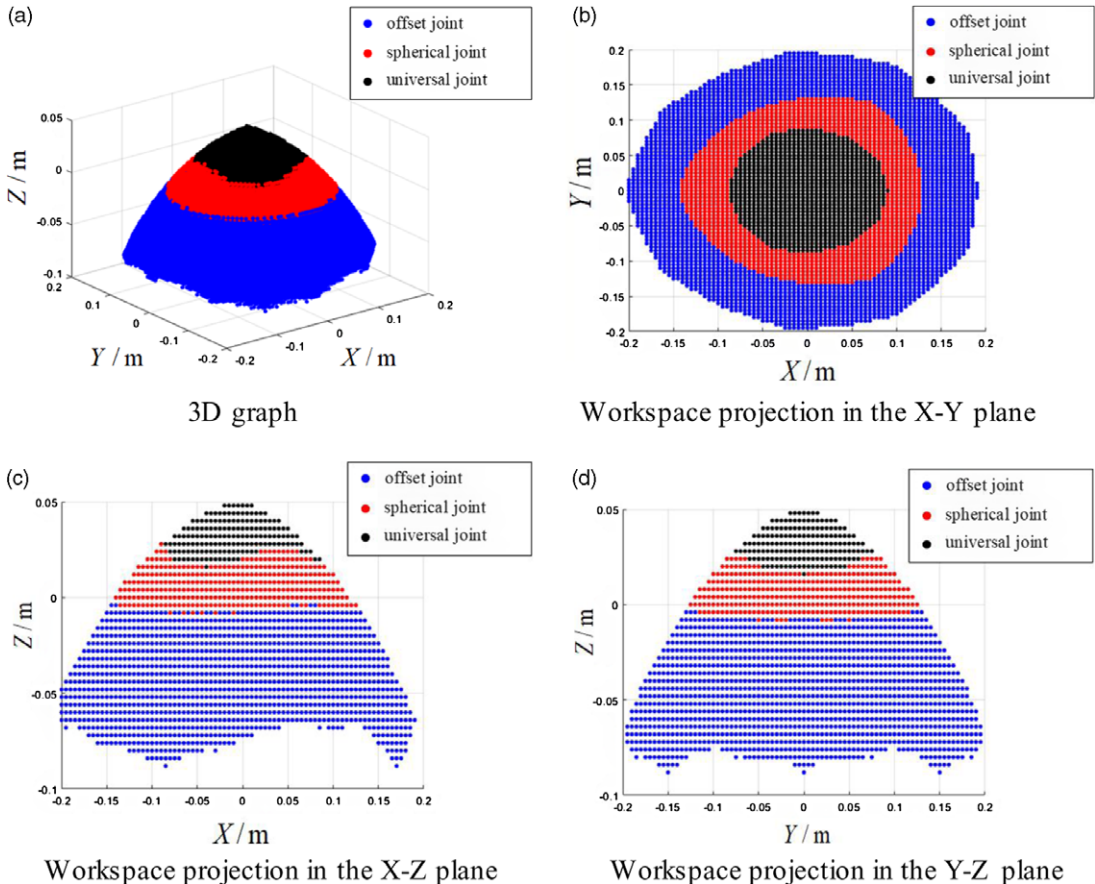 (a)
offset joint
spherical joint
universal joint
0.05
0
-0.05
-0.1
Z / m
0.2
0.1
0
-0.1
-0.2
Y / m
-0.2
-0.1
0
0.1
0.2
X / m
3D graph
(b)
offset joint
spherical joint
universal joint
0.2
0.15
0.1
0.05
0
-0.05
-0.1
-0.15
-0.2
Y / m
-0.2 -0.15 -0.1 -0.05 0 0.05 0.1 0.15 0.2
X / m
Workspace projection in the X-Y plane
(c)
offset joint
spherical joint
universal joint
0.05
0
-0.05
-0.1
Z / m
-0.2 -0.15 -0.1 -0.05 0 0.05 0.1 0.15 0.2
X / m
Workspace projection in the X-Z plane
(d)
offset joint
spherical joint
universal joint
0.05
0
-0.05
-0.1
Z / m
-0.2 -0.15 -0.1 -0.05 0 0.05 0.1 0.15 0.2
Y / m
Workspace projection in the Y-Z plane